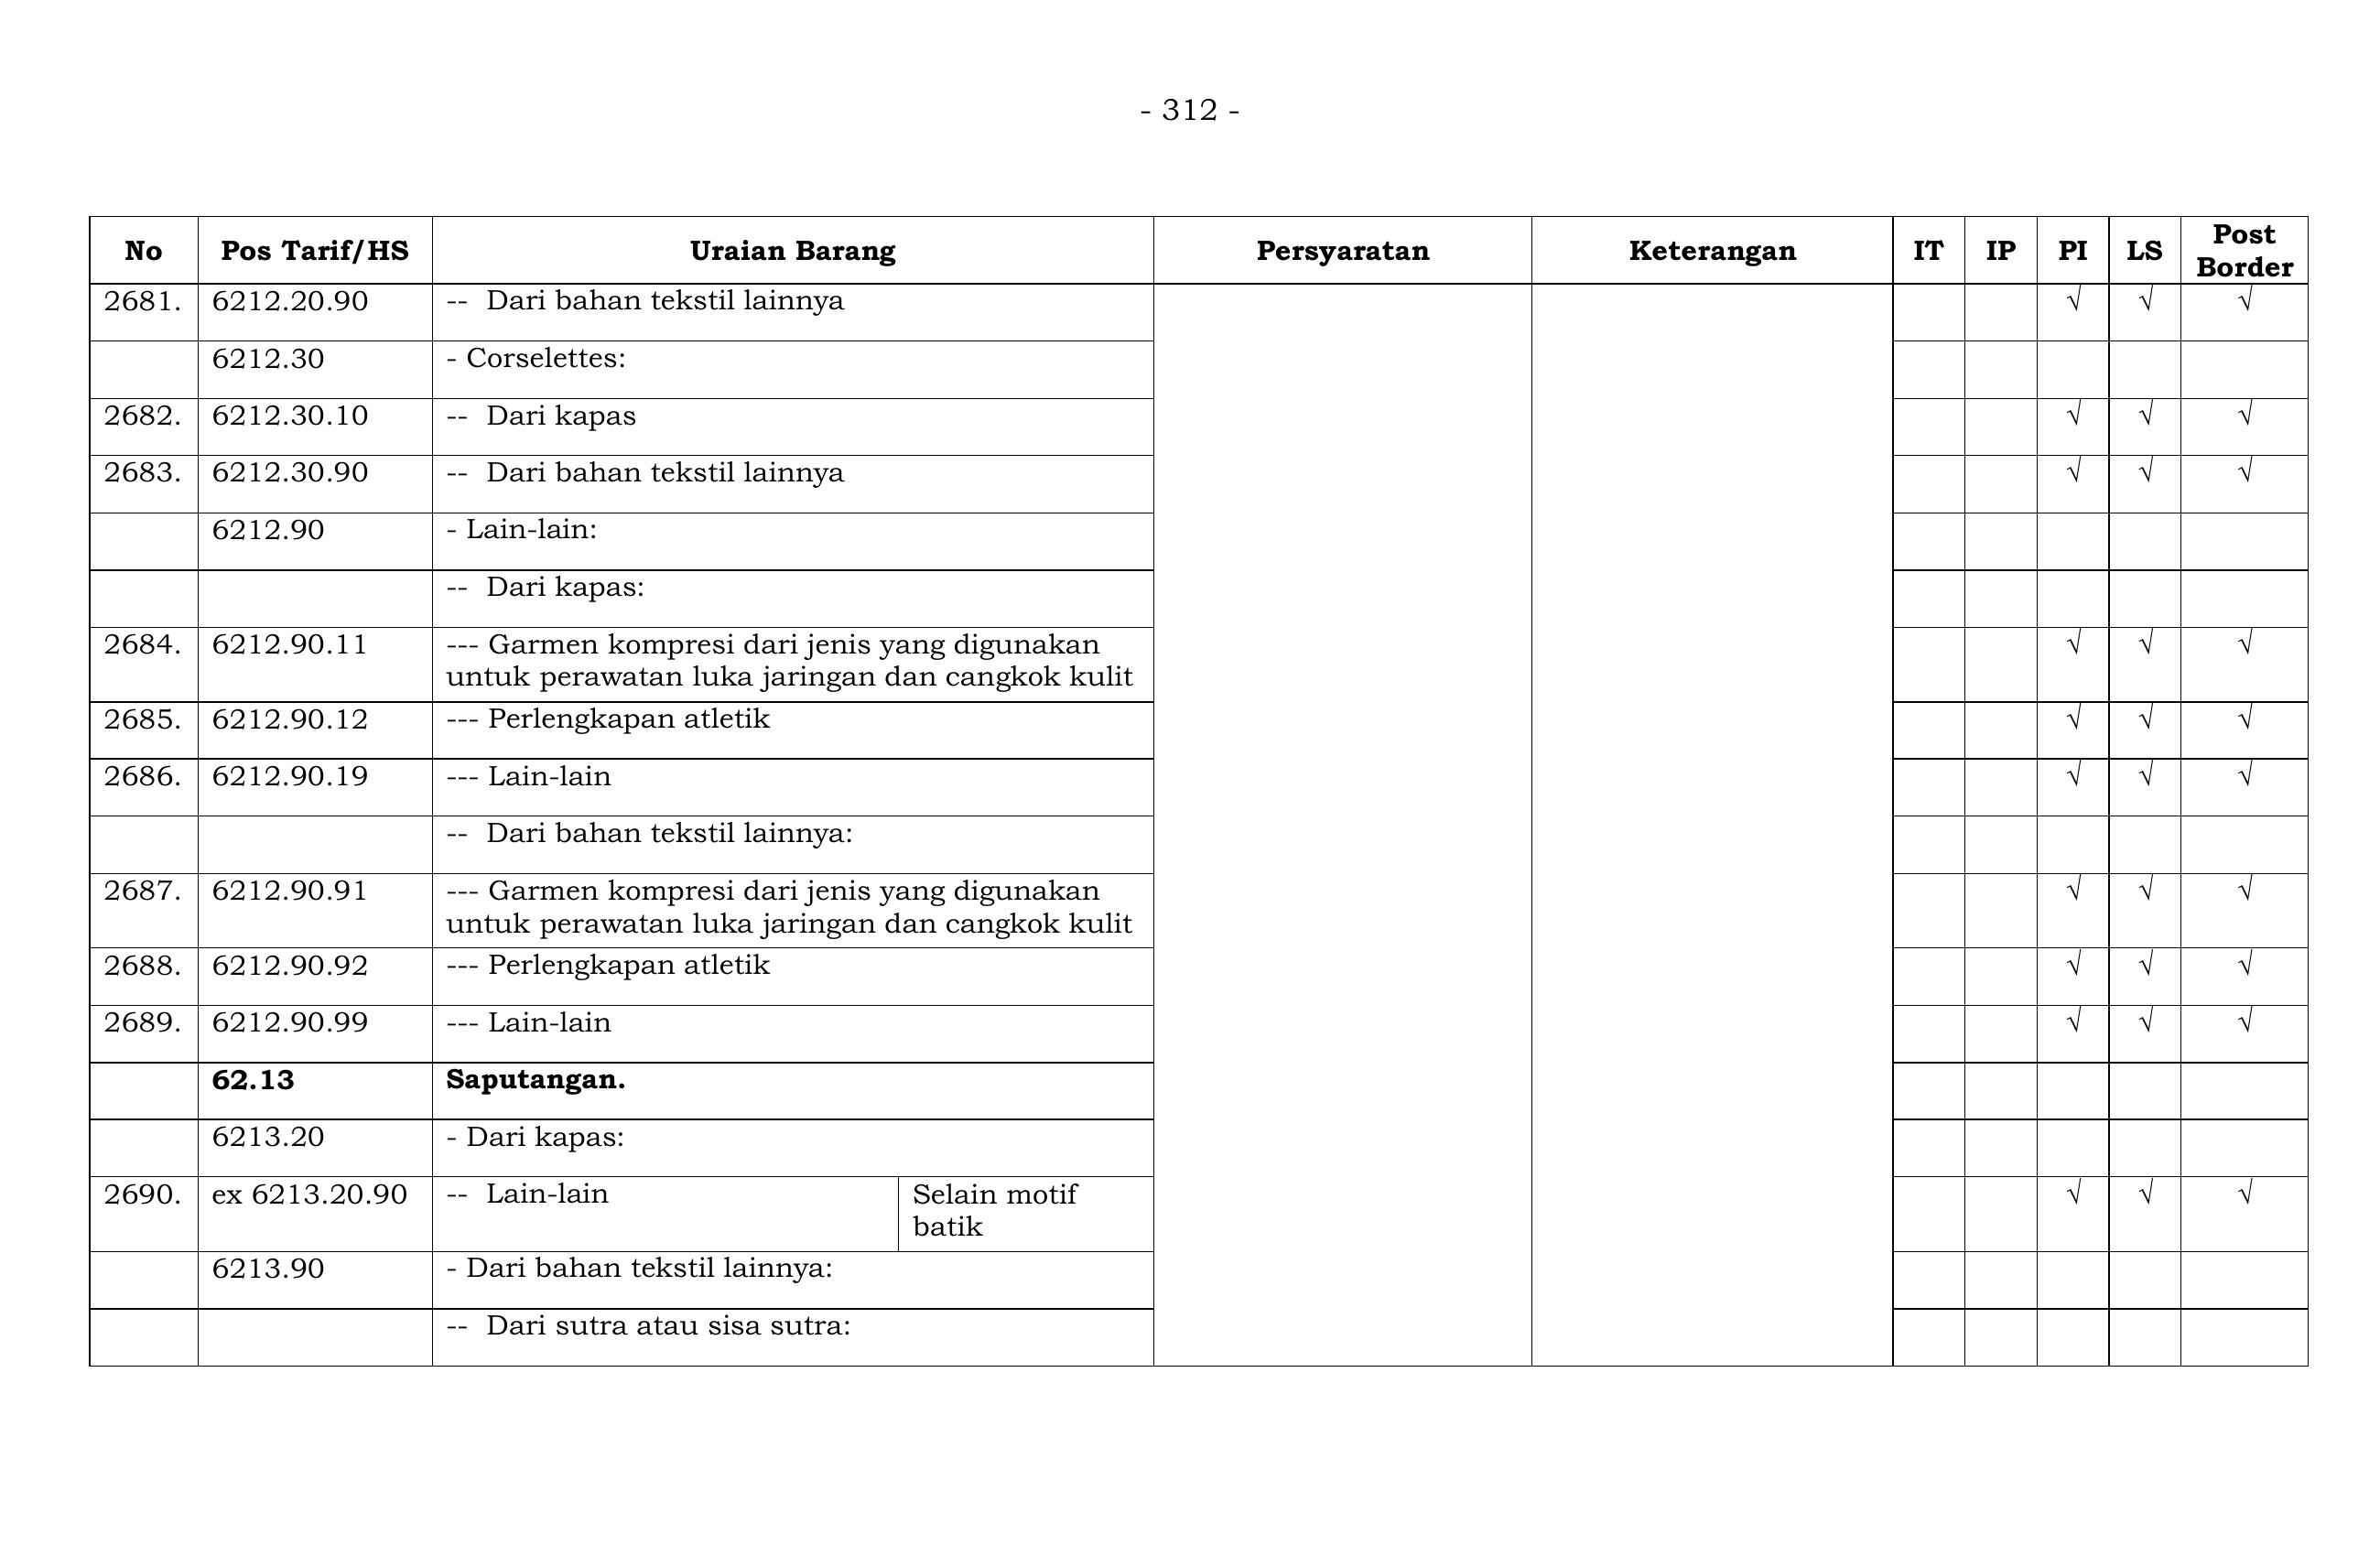 - 312 -
No Pos Tarif/HS Uraian Barang Persyaratan Keterangan IT IP PI LS Post Border
2681. 6212.20.90 -- Dari bahan tekstil lainnya √ √ √
6212.30 - Corselettes:
2682. 6212.30.10 -- Dari kapas √ √ √
2683. 6212.30.90 -- Dari bahan tekstil lainnya √ √ √
6212.90 - Lain-lain:
-- Dari kapas:
2684. 6212.90.11 --- Garmen kompresi dari jenis yang digunakan √ √ √
untuk perawatan luka jaringan dan cangkok kulit
2685. 6212.90.12 --- Perlengkapan atletik √ √ √
2686. 6212.90.19 --- Lain-lain √ √ √
-- Dari bahan tekstil lainnya:
2687. 6212.90.91 --- Garmen kompresi dari jenis yang digunakan √ √ √
untuk perawatan luka jaringan dan cangkok kulit
2688. 6212.90.92 --- Perlengkapan atletik √ √ √
2689. 6212.90.99 --- Lain-lain √ √ √
62.13 Saputangan.
6213.20 - Dari kapas:
2690. ex 6213.20.90 -- Lain-lain Selain motif √ √ √
batik
6213.90 - Dari bahan tekstil lainnya:
-- Dari sutra atau sisa sutra: